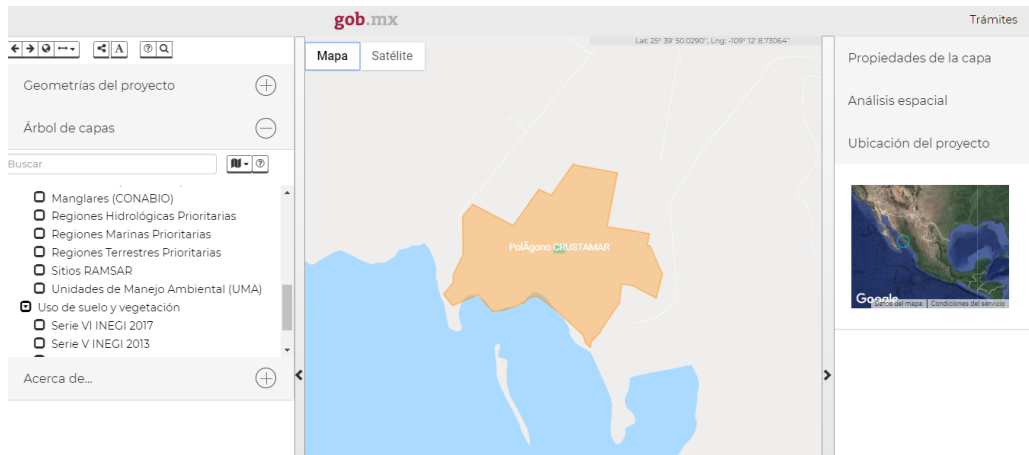 gob.mx
Trámites
Lat: 25° 39' 50.0290", Lng: -109° 12' 8.73064"
Mapa Satélite
Geometrías del proyecto
Árbol de capas
Buscar
Manglares (CONABIO)
Regiones Hidrológicas Prioritarias
Regiones Marinas Prioritarias
Regiones Terrestres Prioritarias
Sitios RAMSAR
Unidades de Manejo Ambiental (UMA)
Uso de suelo y vegetación
Serie VI INEGI 2017
Serie V INEGI 2013
Acerca de...
PolÃgono CRUSTAMAR
Propiedades de la capa
Análisis espacial
Ubicación del proyecto
Google
Datos del mapa Condiciones del servicio